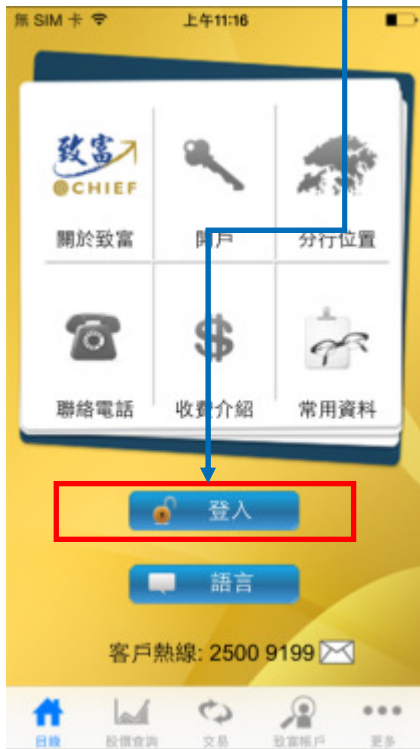 無 SIM 卡 上午11:16
致富
CHIEF
關於致富 開戶 分行位置
聯絡電話 收費介紹 常用資料
登入
語言
客戶熱線: 2500 9199
目錄 股價查詢 交易 致富帳戶 更多